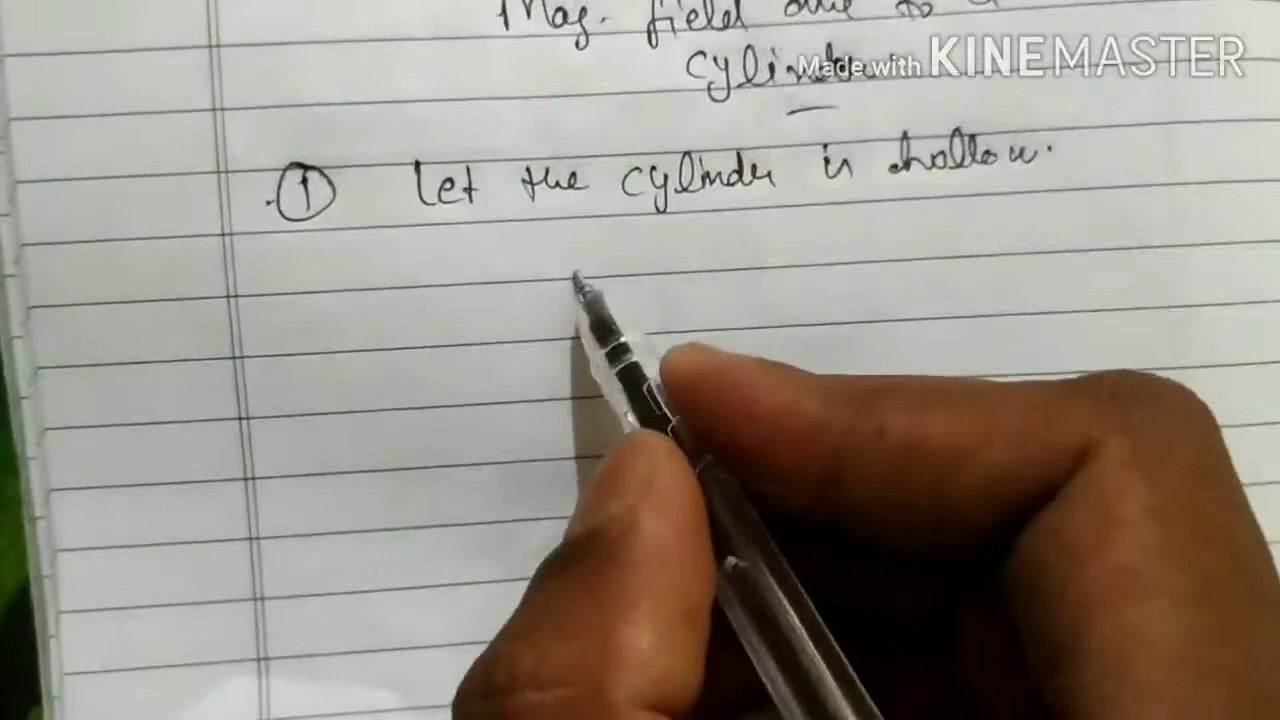 Mag. field due to a
cylinder
Made with KINEMASTER
① Let the cylinder is hollow.